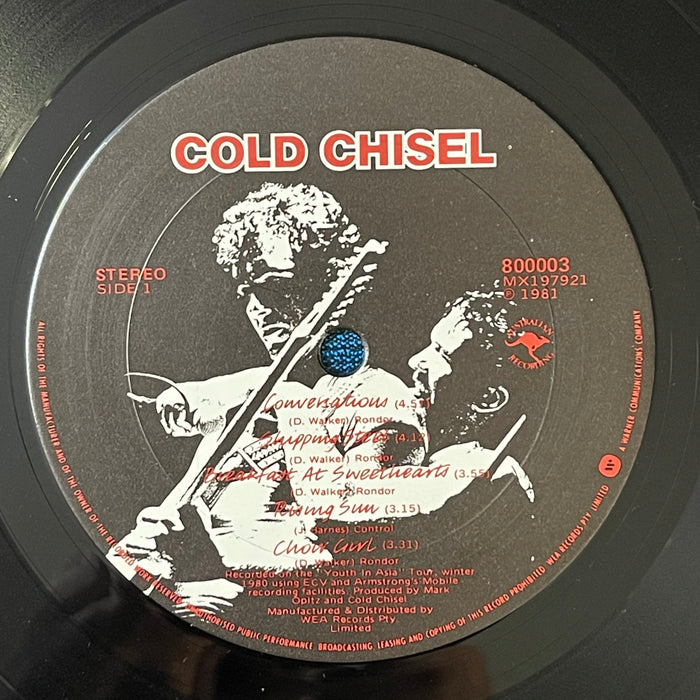 COLD CHISEL
STEREO
SIDE 1
800003
MX197921
℗ 1981
AUSTRALIAN
RECORDING
Conversations
(D. Walker) Rondor
Shipping Steel (4.12)
(D. Walker) Rondor
Breakfast At Sweethearts (3.55)
(D. Walker) Rondor
Rising Sun (3.15)
(J. Barnes) Control
Choir Girl (3.31)
(D. Walker) Rondor
Recorded on the "Youth In Asia" Tour, winter
1980 using ECV and Armstrong's Mobile
recording facilities. Produced by Mark
Opitz and Cold Chisel.
Manufactured & Distributed by
WEA Records Pty
Limited
ALL RIGHTS OF THE MANUFACTURER AND OF THE OWNER OF THE RECORDED WORK RESERVED. UNAUTHORISED PUBLIC PERFORMANCE, BROADCASTING, LEASING AND COPYING OF THIS RECORD PROHIBITED. WEA RECORDS PTY. LIMITED
A WARNER COMMUNICATIONS COMPANY